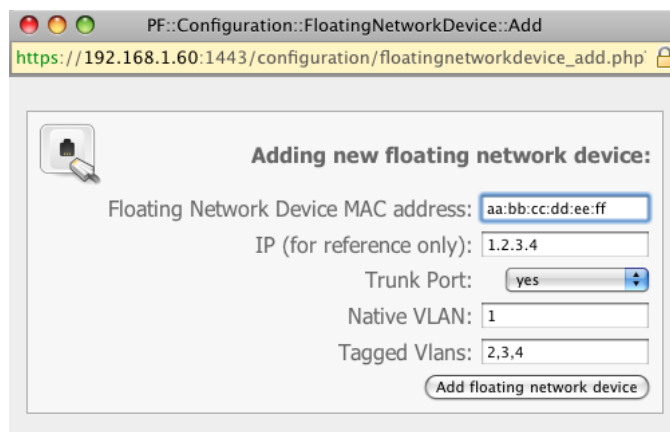 PF::Configuration::FloatingNetworkDevice::Add
https://192.168.1.60:1443/configuration/floatingnetworkdevice_add.php
Adding new floating network device:
Floating Network Device MAC address: aa:bb:cc:dd:ee:ff
IP (for reference only): 1.2.3.4
Trunk Port: yes
Native VLAN: 1
Tagged Vlans: 2,3,4
Add floating network device